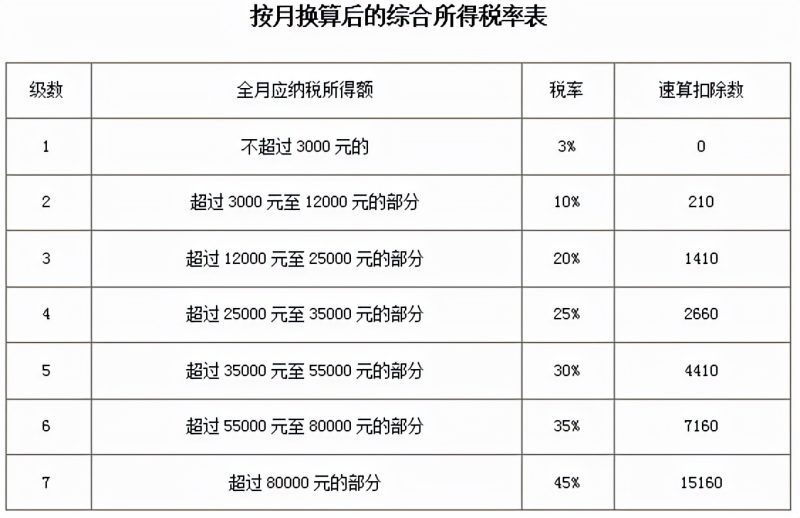 按月换算后的综合所得税率表
级数 全月应纳税所得额 税率 速算扣除数
1 不超过 3000 元的 3% 0
2 超过 3000 元至 12000 元的部分 10% 210
3 超过 12000 元至 25000 元的部分 20% 1410
4 超过 25000 元至 35000 元的部分 25% 2660
5 超过 35000 元至 55000 元的部分 30% 4410
6 超过 55000 元至 80000 元的部分 35% 7160
7 超过 80000 元的部分 45% 15160